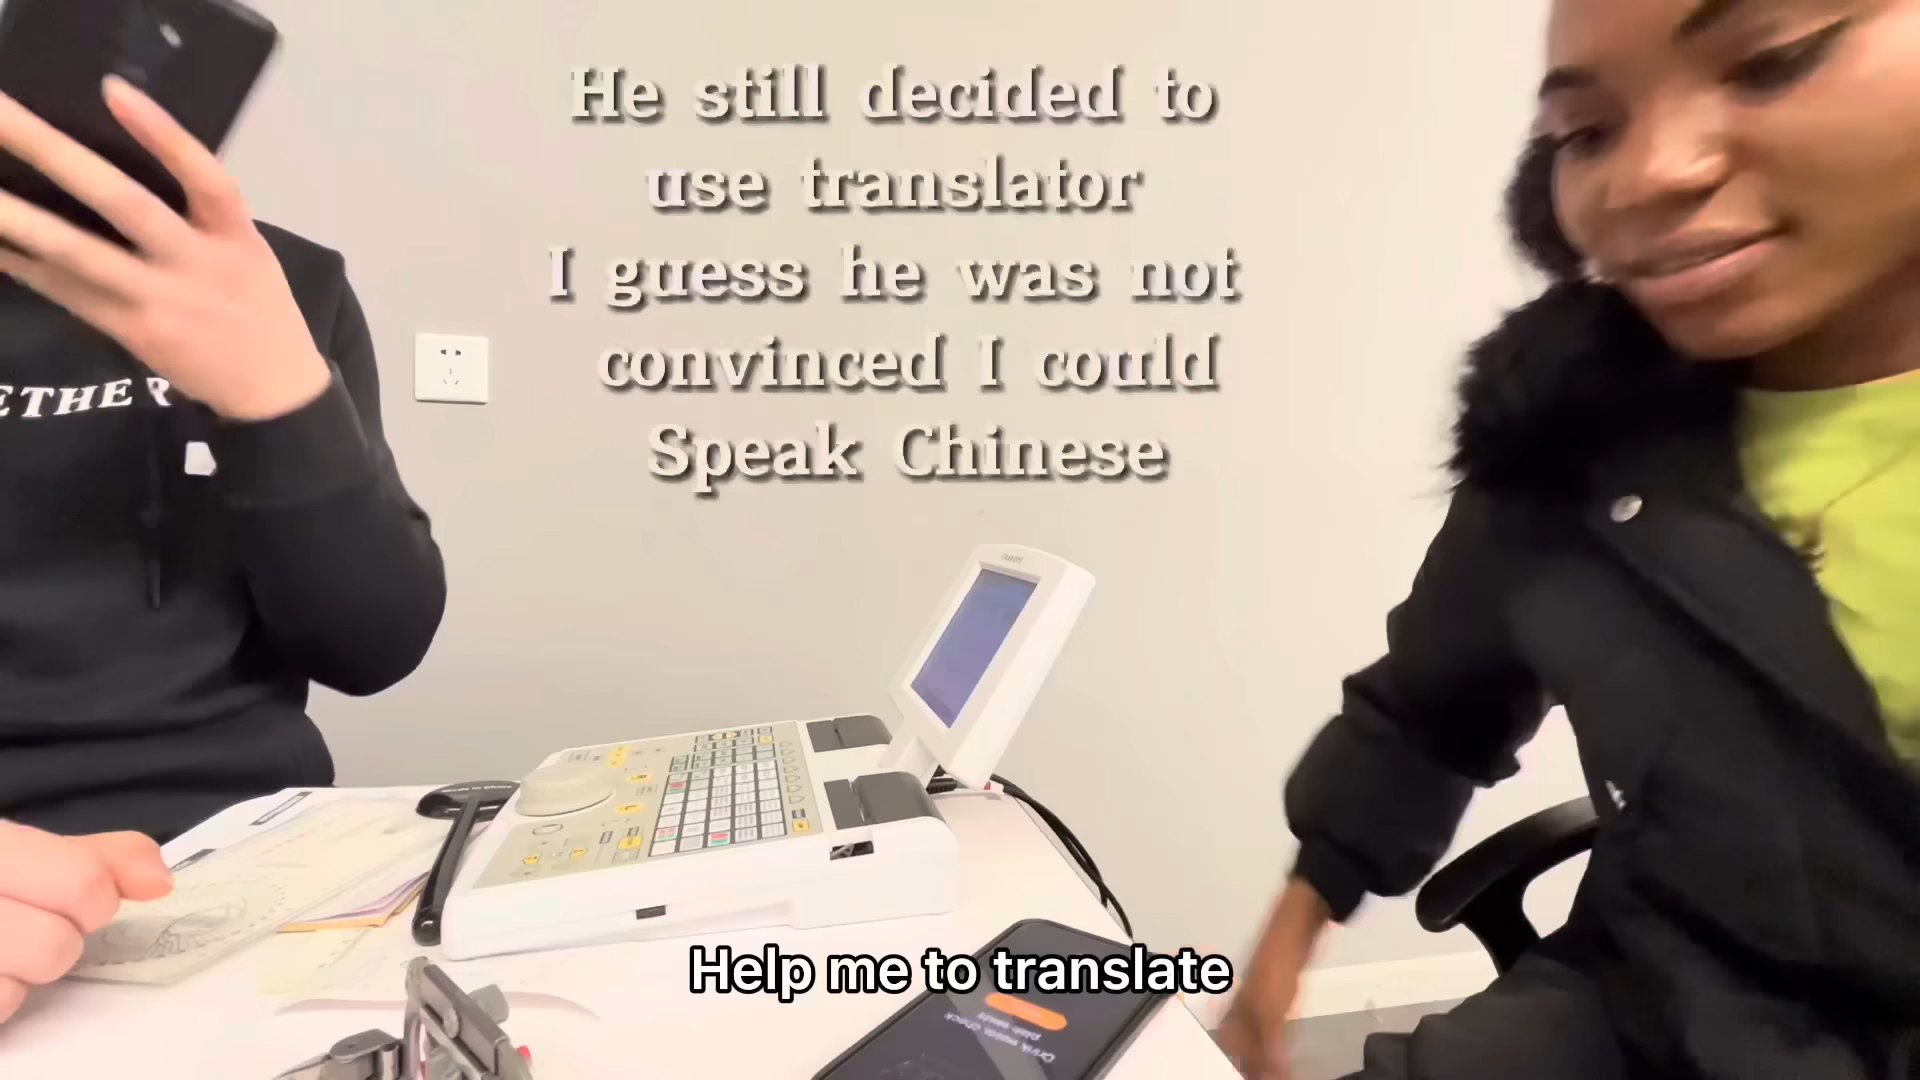 He still decided to
use translator
I guess he was not
convinced I could
Speak Chinese
ETHER
Help me to translate